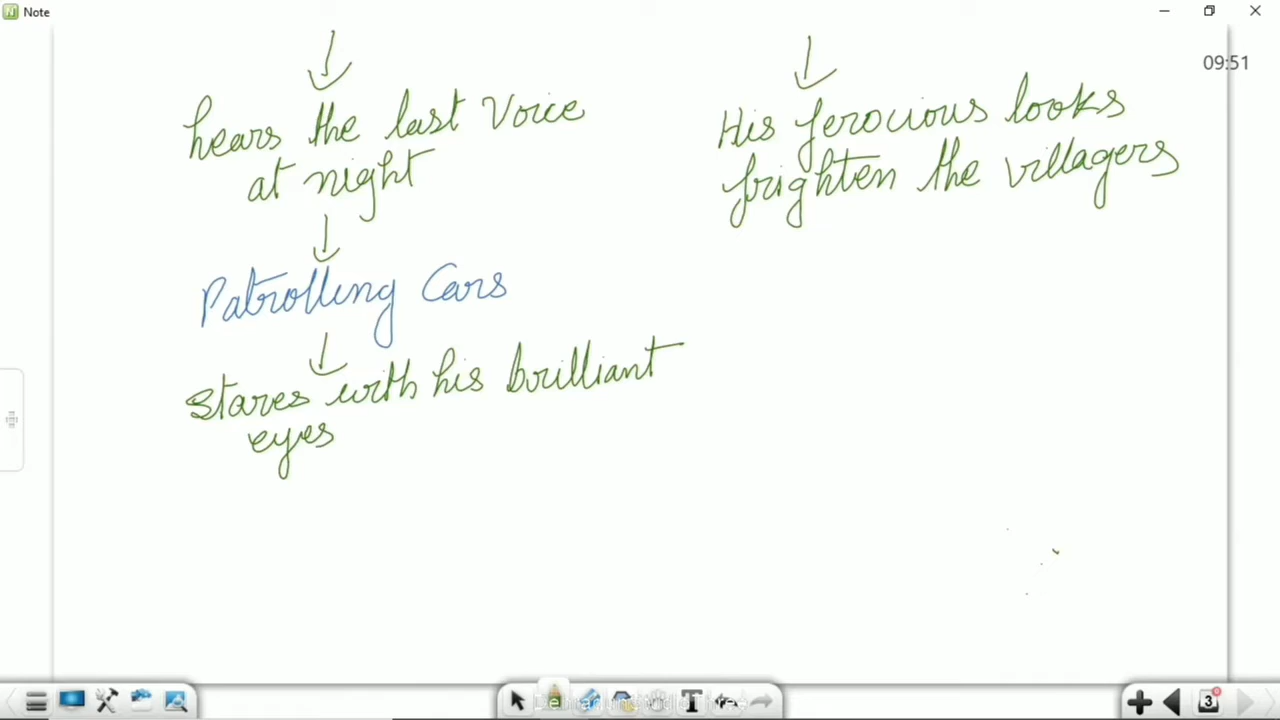 Note
09:51
hears the last Voice
at night
Patrolling Cars
Stares with his brilliant
eyes
His ferocious looks
frighten the villagers
T
3